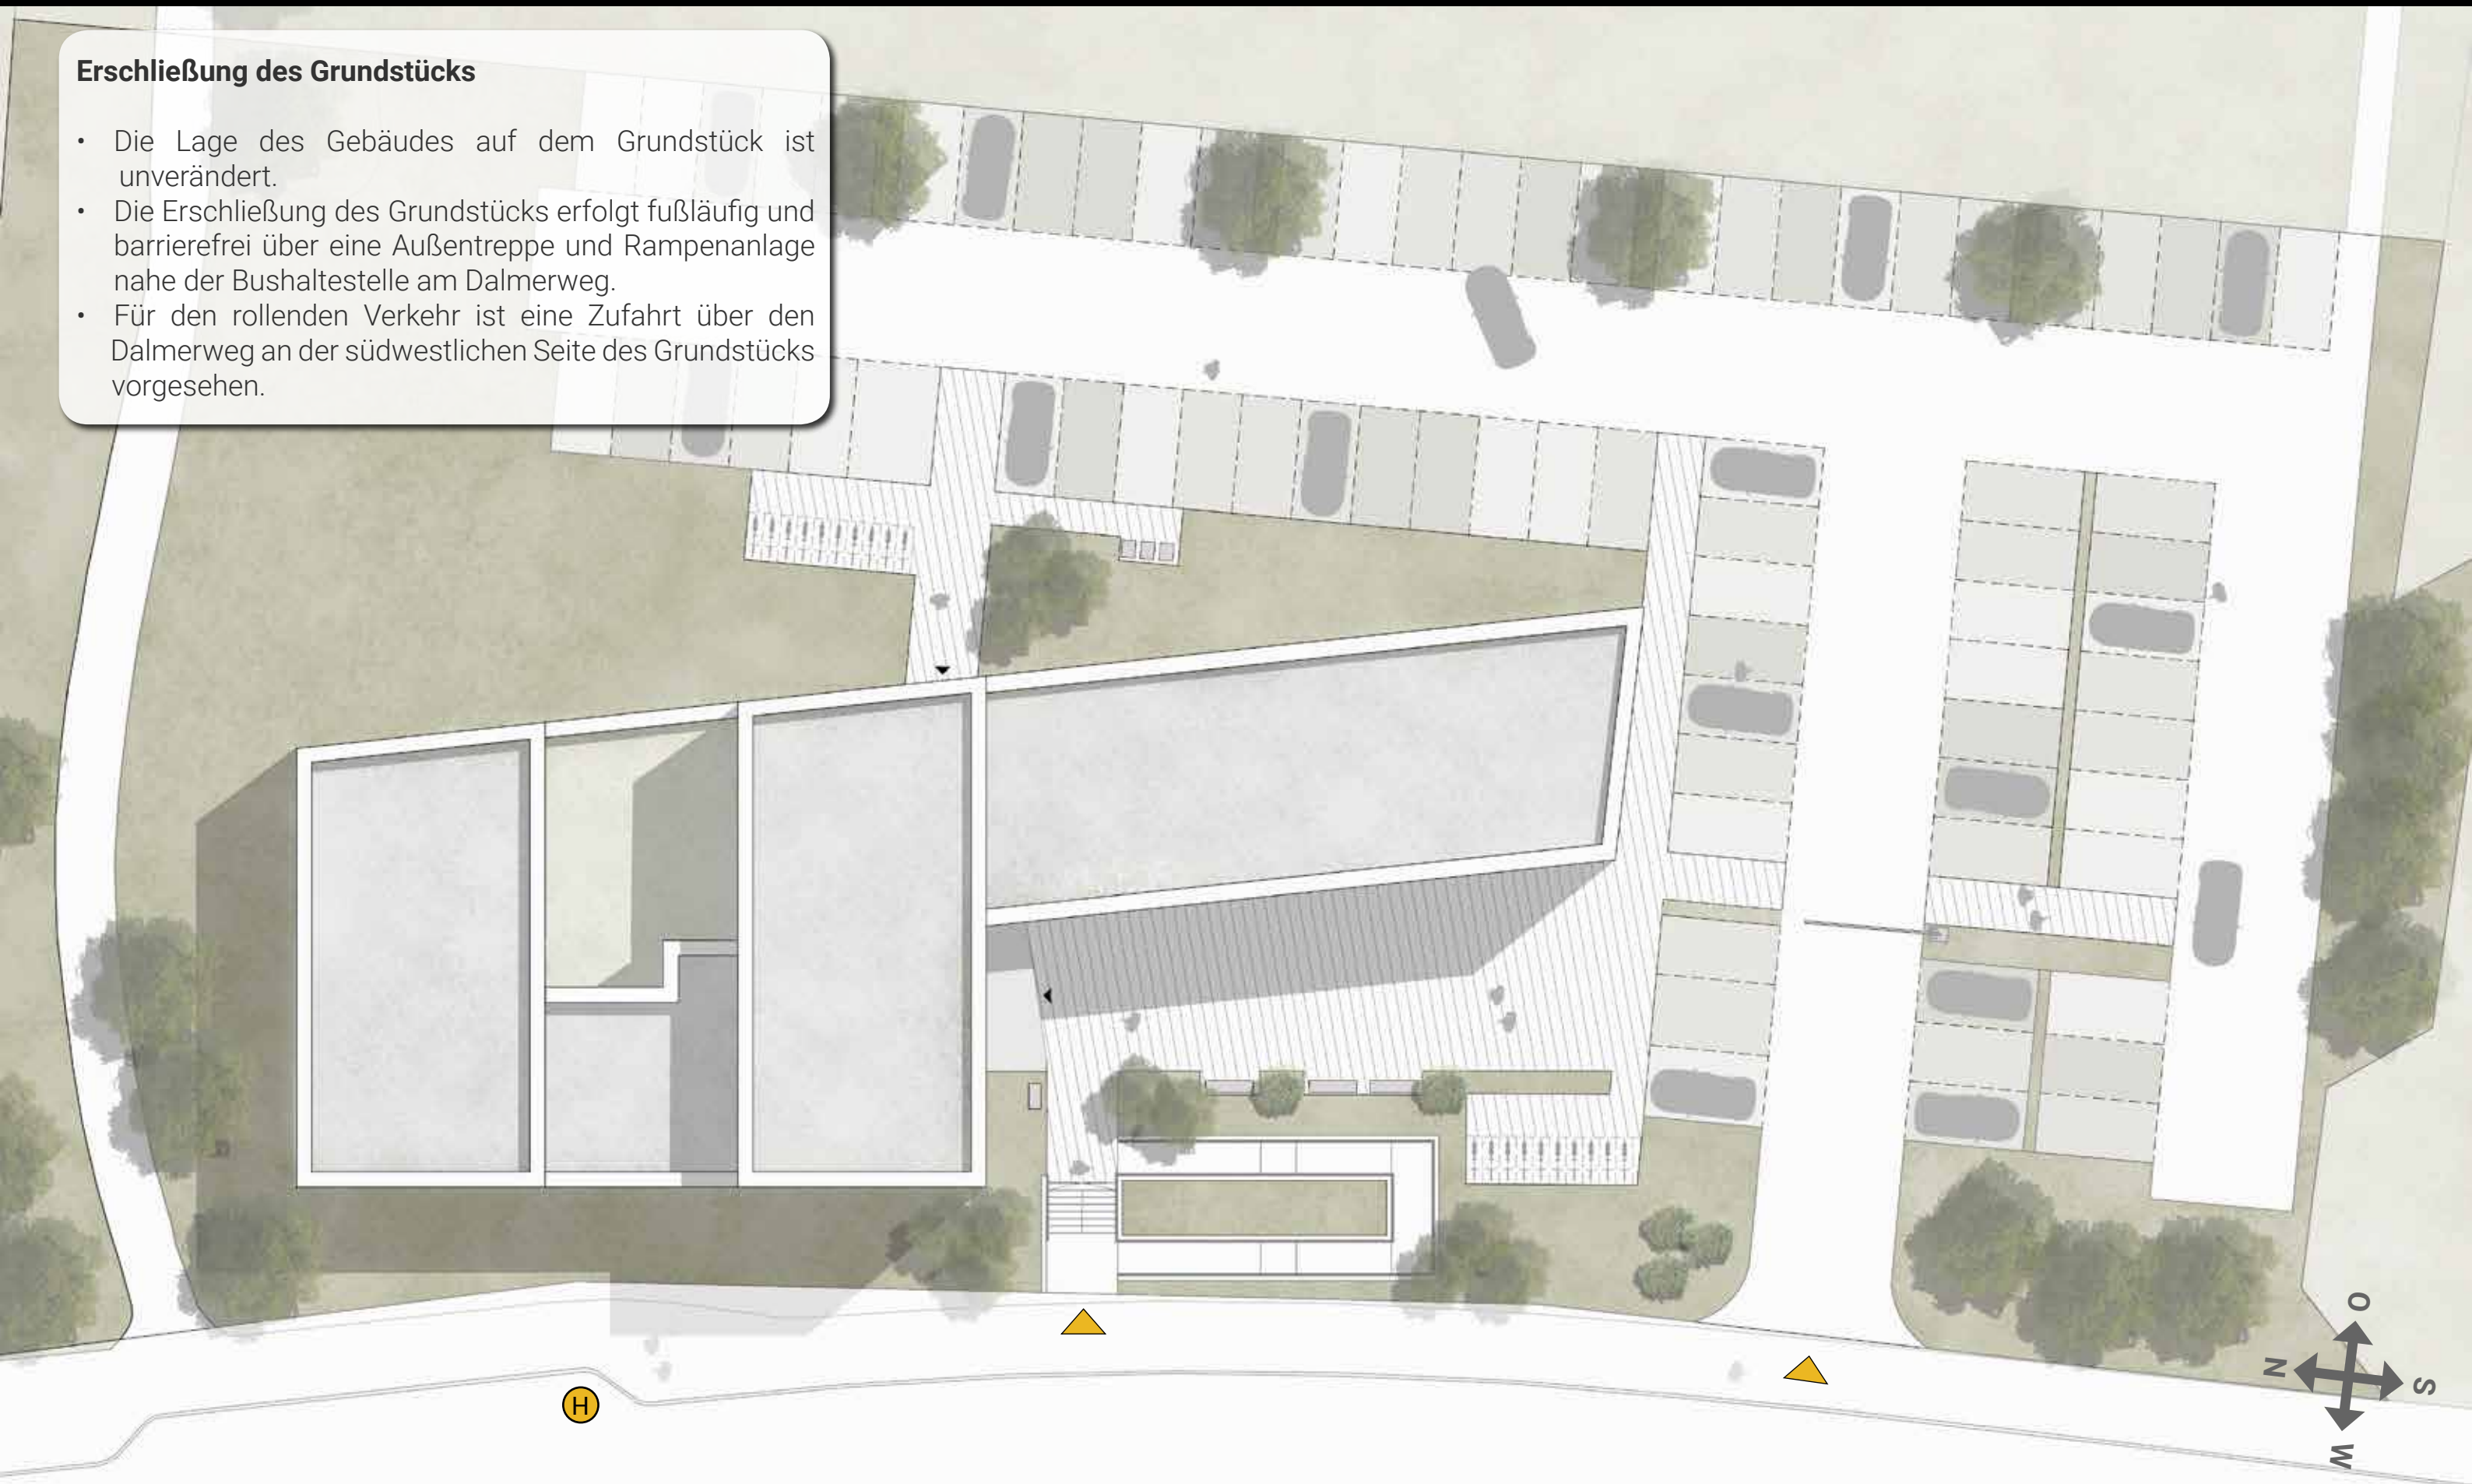 Erschließung des Grundstücks
• Die Lage des Gebäudes auf dem Grundstück ist
unverändert.
• Die Erschließung des Grundstücks erfolgt fußläufig und
barrierefrei über eine Außentreppe und Rampenanlage
nahe der Bushaltestelle am Dalmerweg.
• Für den rollenden Verkehr ist eine Zufahrt über den
Dalmerweg an der südwestlichen Seite des Grundstücks
vorgesehen.
O
N
S
H
W